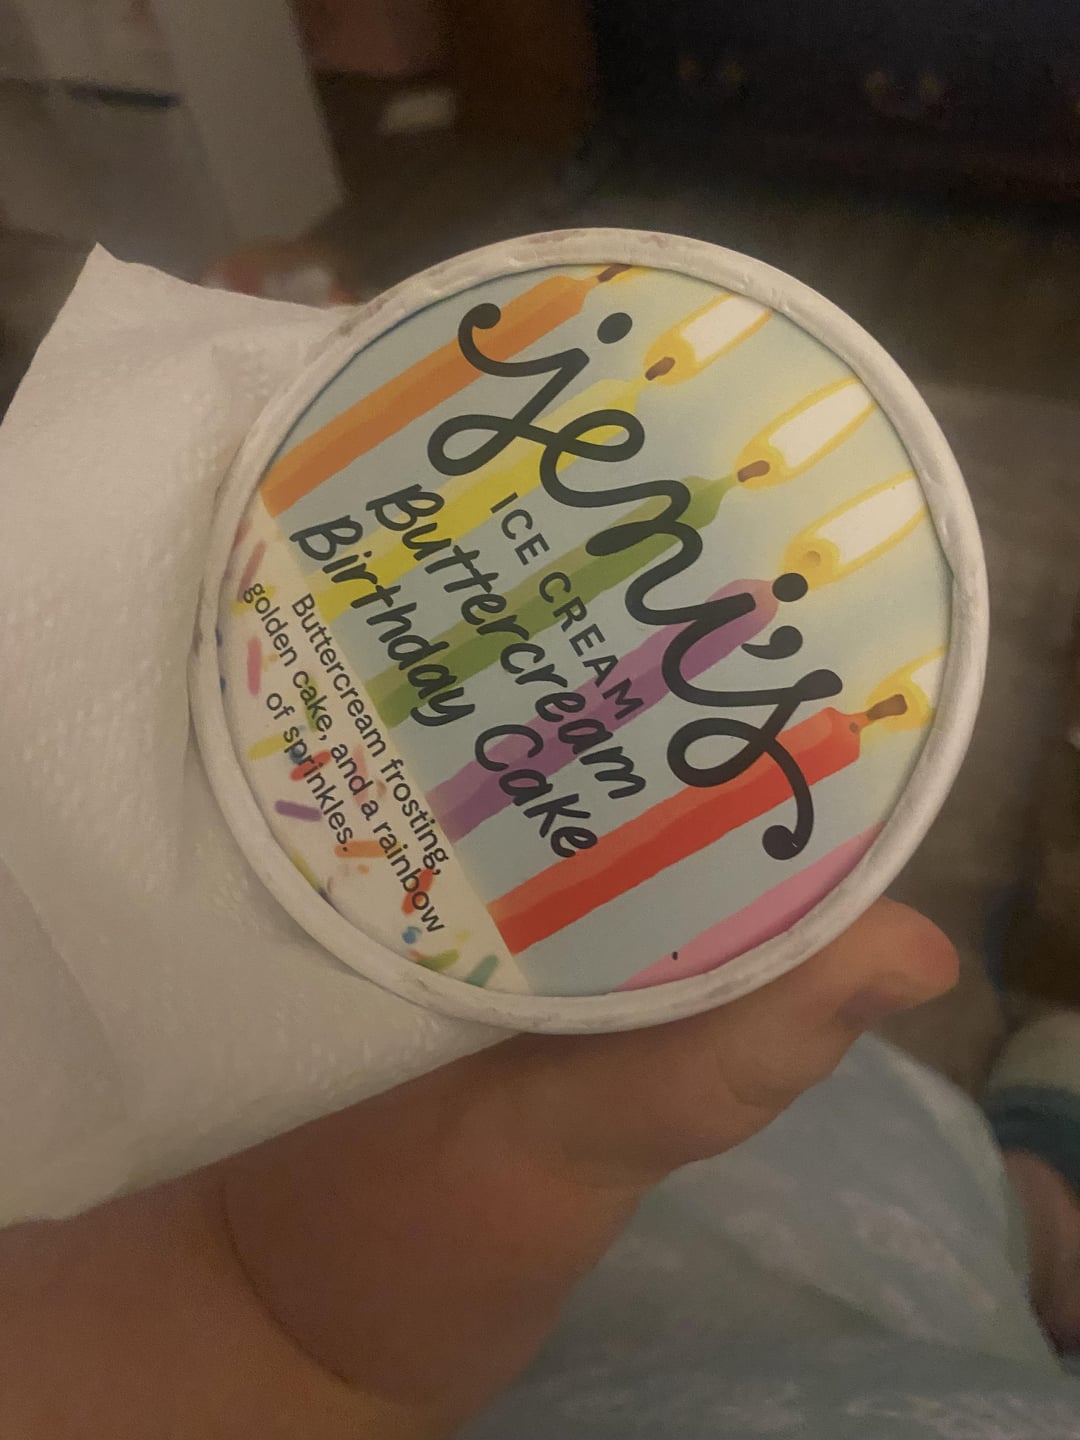 jeni's
ICE CREAM
Buttercream
Birthday Cake
Buttercream frosting,
golden cake, and a rainbow
of sprinkles.